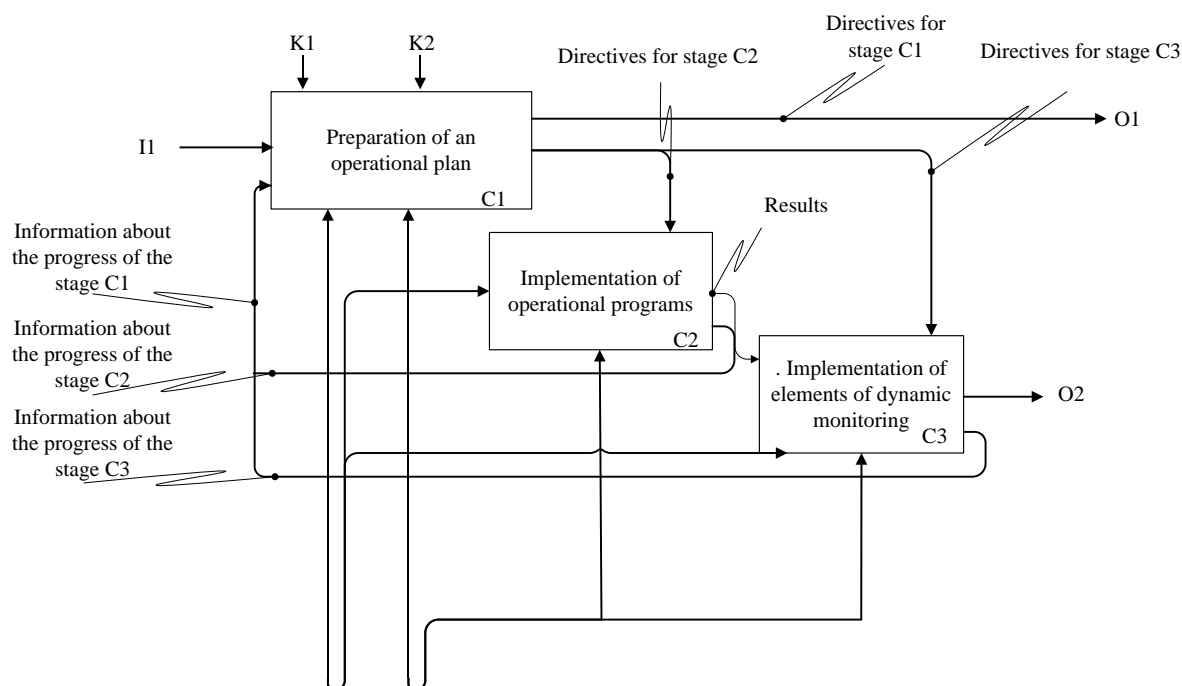 Directives for
stage C1
Directives for stage C2
Directives for stage C3
K1
K2
O1
I1
Preparation of an
operational plan
C1
Results
Information about
the progress of the
stage C1
Implementation of
operational programs
C2
Information about
the progress of the
stage C2
. Implementation of
elements of dynamic
monitoring
C3
O2
Information about
the progress of the
stage C3